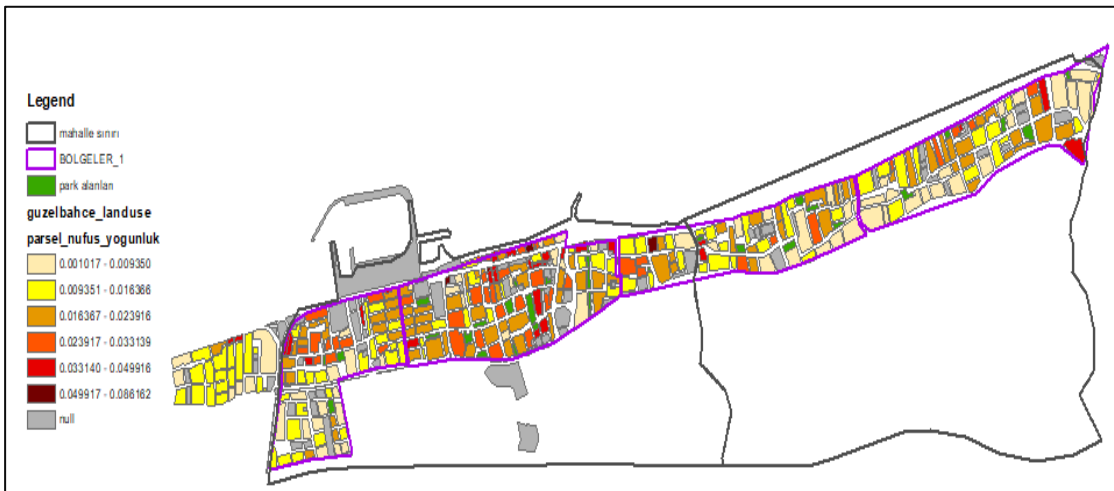 Legend
mahalle sınırı
BOLGELER_1
park alanları
guzelbahce_landuse
parsel_nufus_yogunluk
0.001017 - 0.009350
0.009351 - 0.016366
0.016367 - 0.023916
0.023917 - 0.033139
0.033140 - 0.049916
0.049917 - 0.086162
null